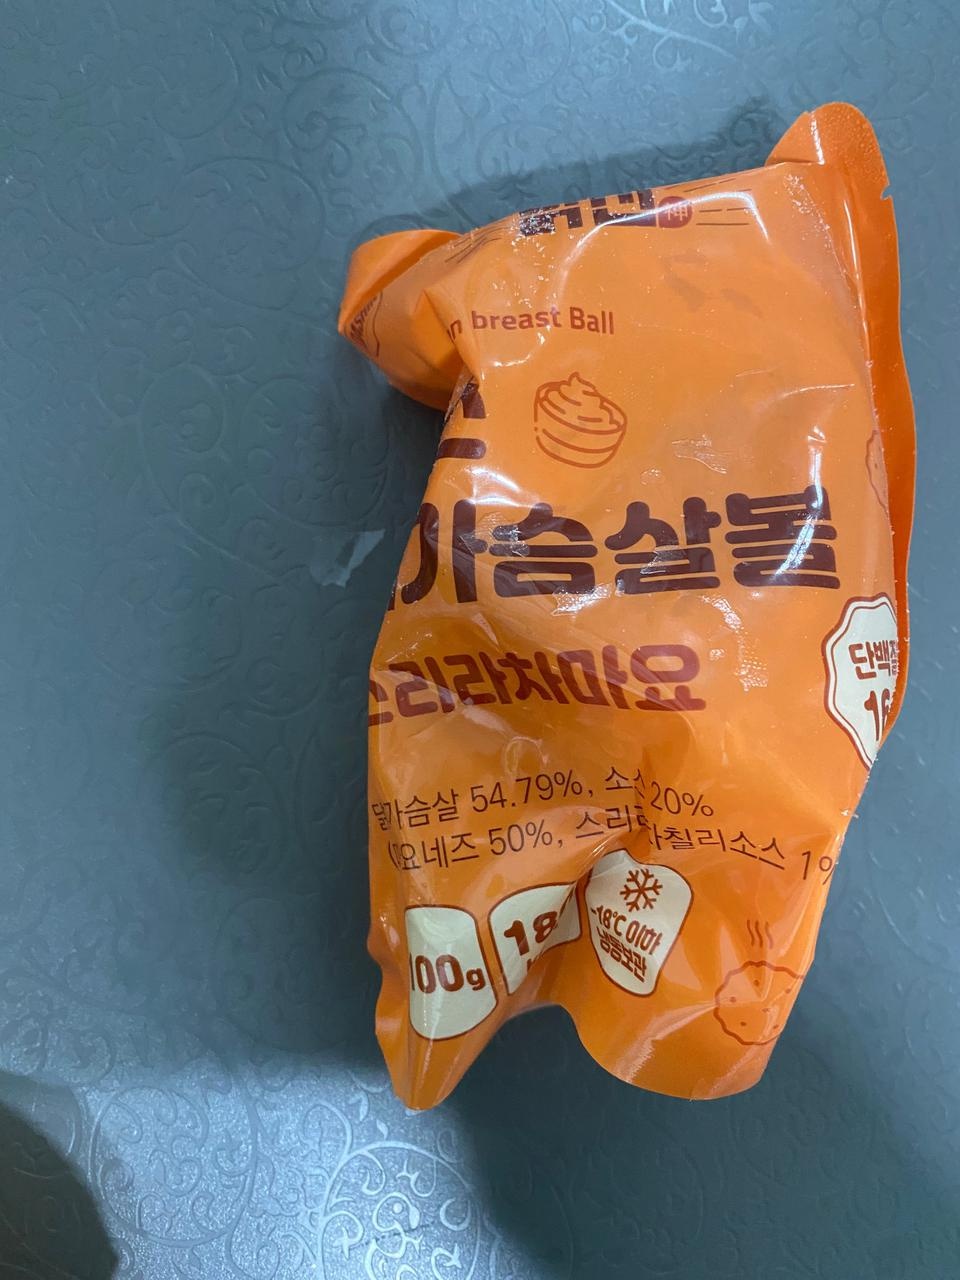 神
breast Ball
가슴살볼
스리라차마요
닭가슴살 54.79%, 소스 20%
마요네즈 50%, 스리라차칠리소스
단백질
100g
-18℃ 이하
냉동보관